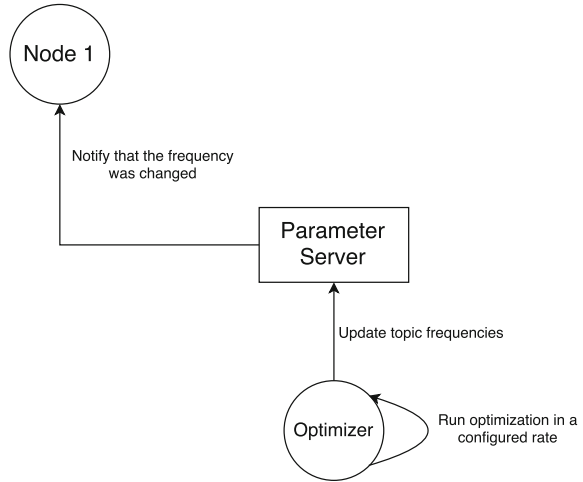 Node 1
Notify that the frequency
was changed
Parameter
Server
Update topic frequencies
Optimizer
Run optimization in a
configured rate